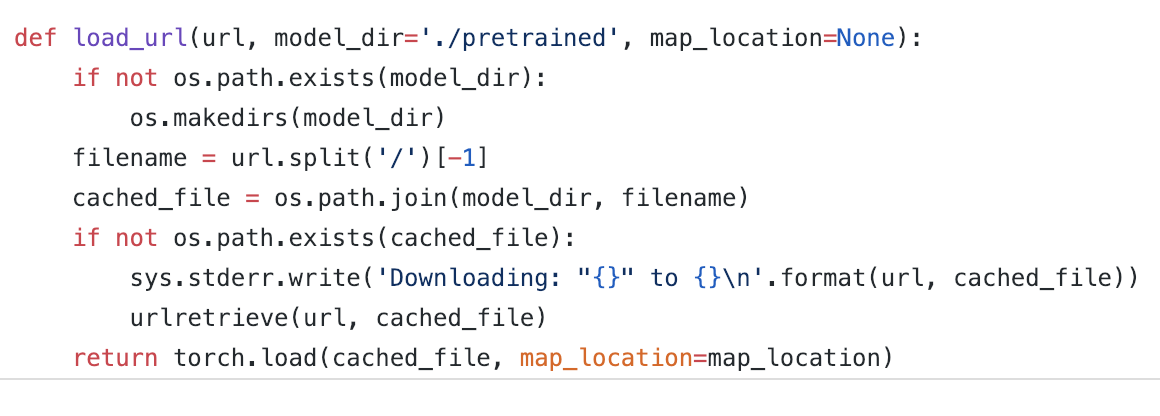 def load_url(url, model_dir='./pretrained', map_location=None):
    if not os.path.exists(model_dir):
        os.makedirs(model_dir)
    filename = url.split('/')[-1]
    cached_file = os.path.join(model_dir, filename)
    if not os.path.exists(cached_file):
        sys.stderr.write('Downloading: "{}" to {}\n'.format(url, cached_file))
        urlretrieve(url, cached_file)
    return torch.load(cached_file, map_location=map_location)